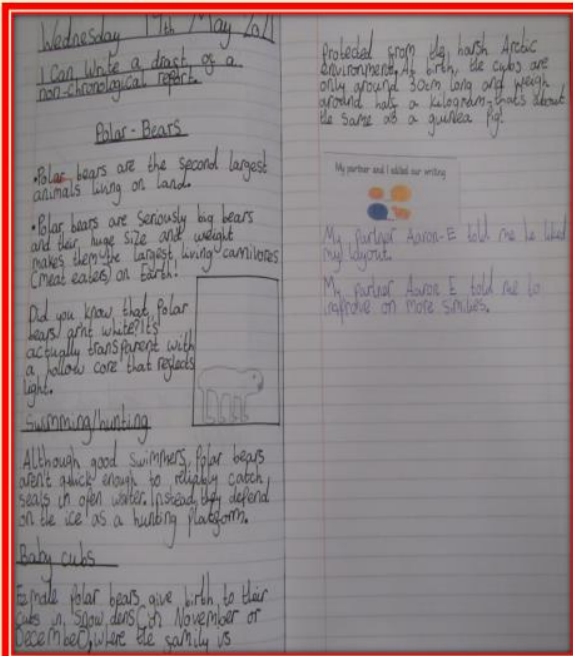 Wednesday 19th May 2021
I Can Write a draft of a
non-chronological report.
Polar-Bears
•Polar bears are the second largest
animals living on land.
•Polar bears are seriously big bears
and their huge size and weight
makes them the largest living carnivores
(meat eaters) on Earth!
Did you know that Polar
bears arnt white? It's
actually transparent with
a hollow core that reflects
light.
Swimming/hunting
Although good swimmers, Polar bears
aren't quick enough to reliably catch
seals in open water. Instead, they depend
on the ice as a hunting platform.
Baby cubs
Female Polar bears give birth to their
cubs in snow dens (in November or
December), where the family is
Protected from the harsh Arctic
environment. At birth, the cubs are
only around 30cm long and weigh
around half a kilogram-that's about
the same as a guinea pig!
My partner and I edited our writing
My partner Aaron-E told me he liked
my layout.
My partner Aaron E told me to
improve on more similies.